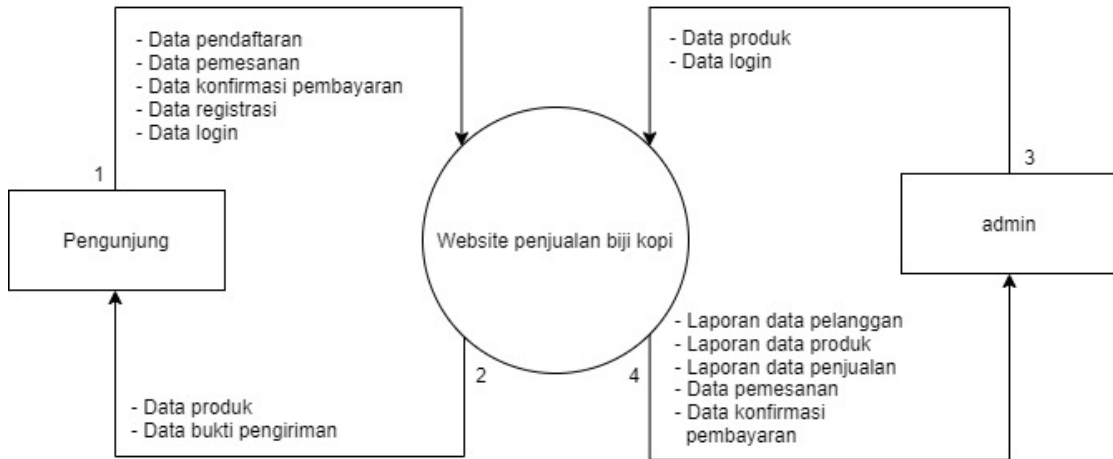 - Data pendaftaran
- Data pemesanan
- Data konfirmasi pembayaran
- Data registrasi
- Data login
- Data produk
- Data login
1
3
Pengunjung
Website penjualan biji kopi
admin
2
4
- Data produk
- Data bukti pengiriman
- Laporan data pelanggan
- Laporan data produk
- Laporan data penjualan
- Data pemesanan
- Data konfirmasi
pembayaran